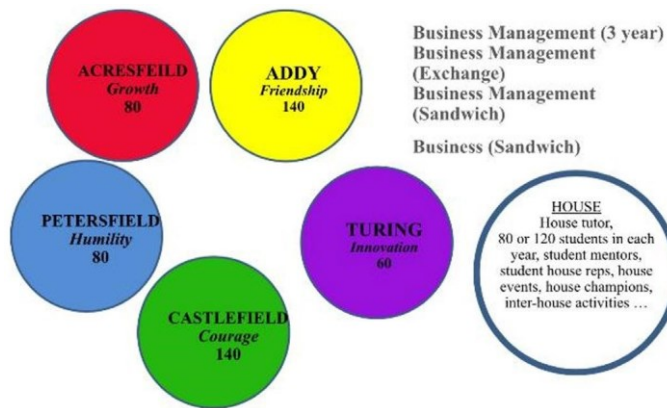 ACRESFEILD
Growth
80
ADDY
Friendship
140
Business Management (3 year)
Business Management
(Exchange)
Business Management
(Sandwich)
Business (Sandwich)
PETERSFIELD
Humility
80
TURING
Innovation
60
CASTLEFIELD
Courage
140
HOUSE
House tutor,
80 or 120 students in each
year, student mentors,
student house reps, house
events, house champions,
inter-house activities …